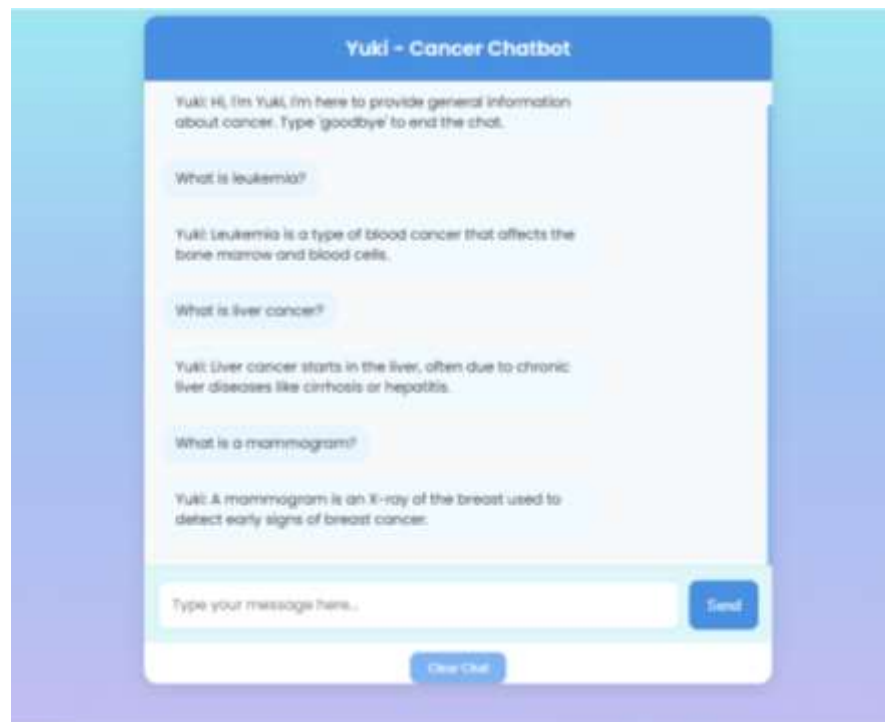 Yuki - Cancer Chatbot
Yuki: Hi, I'm Yuki, I'm here to provide general information
about cancer. Type 'goodbye' to end the chat.
What is leukemia?
Yuki: Leukemia is a type of blood cancer that affects the
bone marrow and blood cells.
What is liver cancer?
Yuki: Liver cancer starts in the liver, often due to chronic
liver diseases like cirrhosis or hepatitis.
What is a mammogram?
Yuki: A mammogram is an X-ray of the breast used to
detect early signs of breast cancer.
Type your message here...
Send
Clear Chat